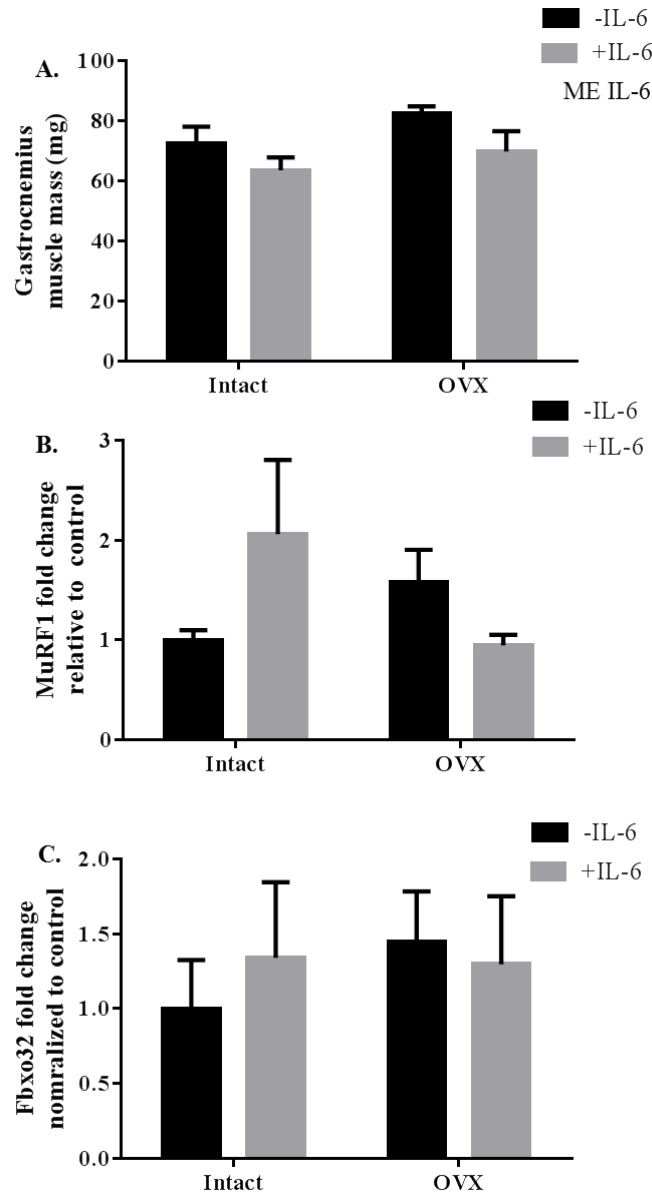 -IL-6
+IL-6
ME IL-6
A.
100
80
60
40
20
0
Gastrocnemius
muscle mass (mg)
Intact
OVX
-IL-6
+IL-6
B.
3
2
1
0
MuRF1 fold change
relative to control
Intact
OVX
-IL-6
+IL-6
C.
2.0
1.5
1.0
0.5
0.0
Fbxo32 fold change
nomralized to control
Intact
OVX